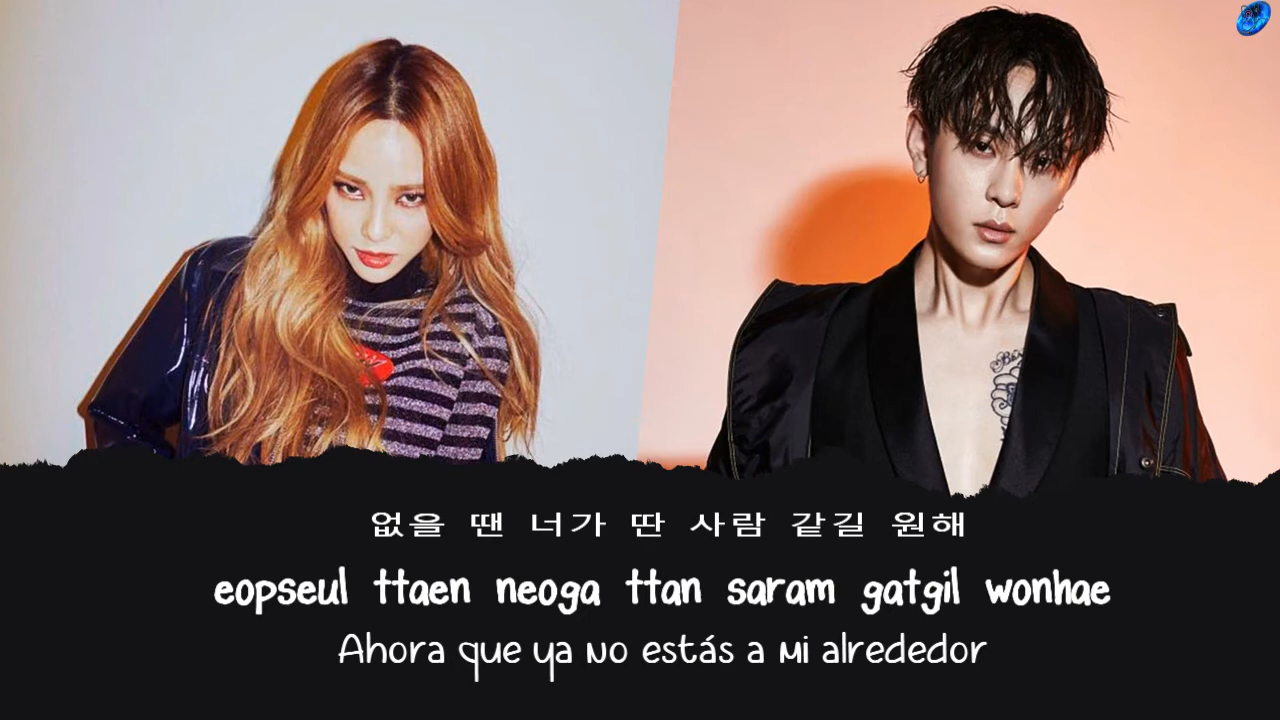 없을 땐 너가 딴 사람 같길 원해
eopseul ttaen neoga ttan saram gatgil wonhae
Ahora que ya no estás a mi alrededor